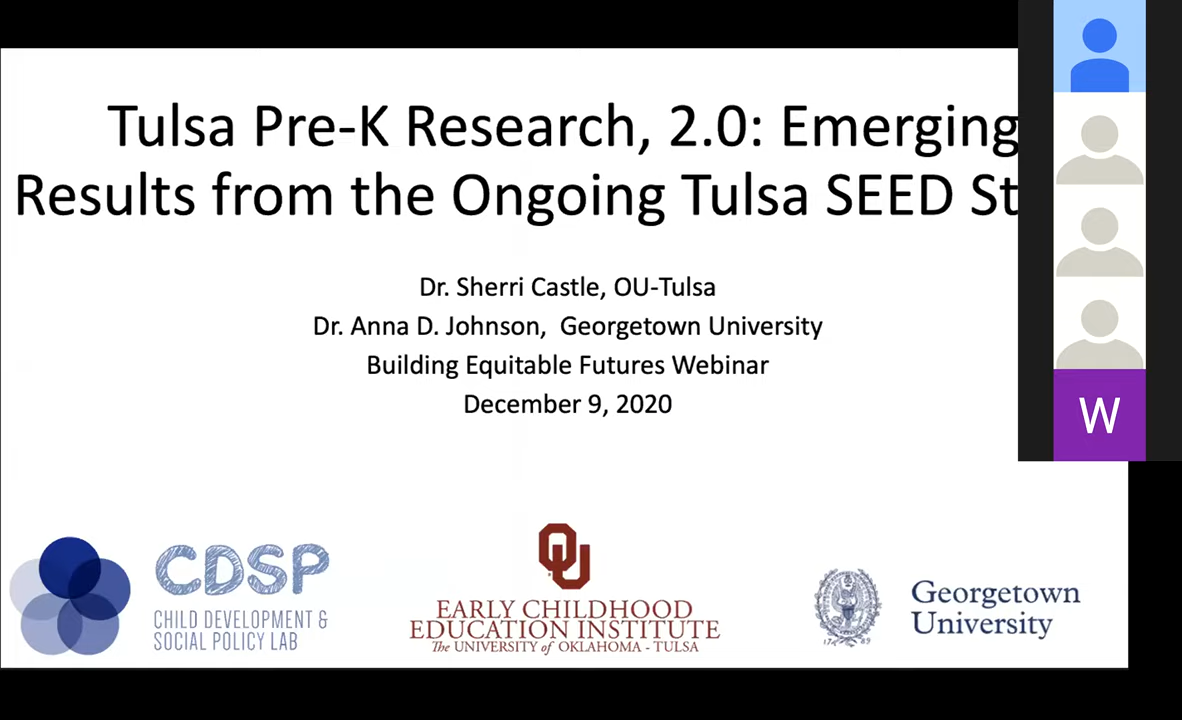 Tulsa Pre-K Research, 2.0: Emerging
Results from the Ongoing Tulsa SEED St
Dr. Sherri Castle, OU-Tulsa
Dr. Anna D. Johnson, Georgetown University
Building Equitable Futures Webinar
December 9, 2020
W
CDSP
CHILD DEVELOPMENT &
SOCIAL POLICY LAB
OU
EARLY CHILDHOOD
EDUCATION INSTITUTE
The UNIVERSITY of OKLAHOMA - TULSA
Georgetown
University